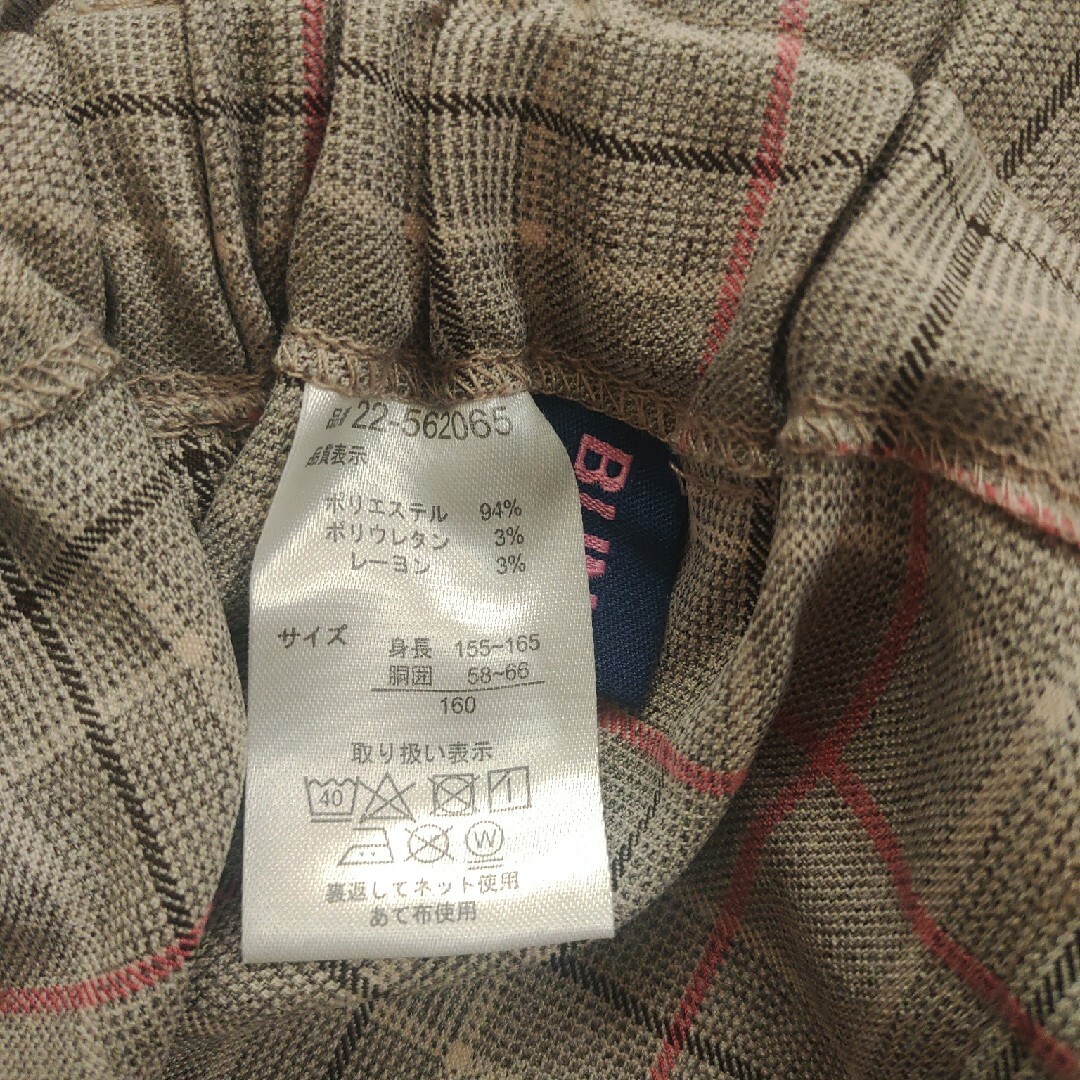 品番 22-562065
品質表示
ポリエステル 94%
ポリウレタン 3%
レーヨン 3%
サイズ 身長 155~165
胴囲 58~66
160
取り扱い表示
40
W
裏返してネット使用
あて布使用